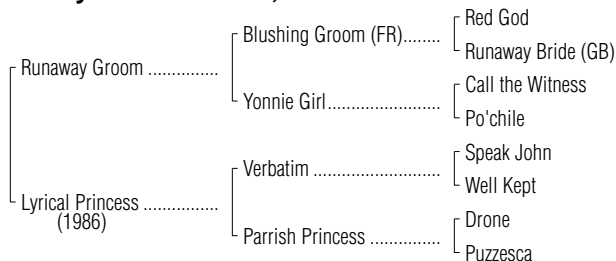 Red God
Blushing Groom (FR)........
Runaway Bride (GB)
Runaway Groom ...............
Call the Witness
Yonnie Girl........................
Po'chile
Speak John
Verbatim ..........................
Well Kept
Lyrical Princess ................
(1986)
Drone
Parrish Princess ...............
Puzzesca